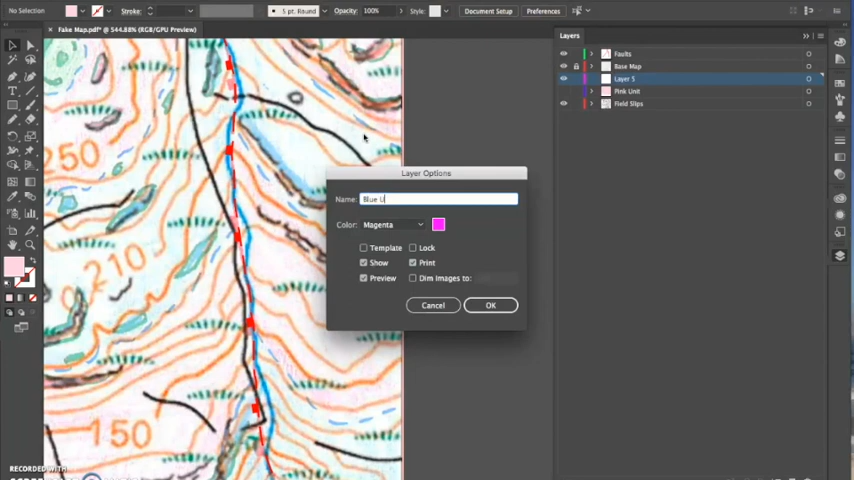 No Selection
Stroke:
5 pt. Round
Opacity: 100%
Style:
Document Setup
Preferences
× Fake Map.pdf* @ 544.88% (RGB/GPU Preview)
Layers
Faults
Base Map
Layer 5
Pink Unit
Field Slips
250
210
150
Layer Options
Name: Blue U
Color: Magenta
Template
Lock
Show
Print
Preview
Dim Images to:
Cancel
OK
RECORDED WITH